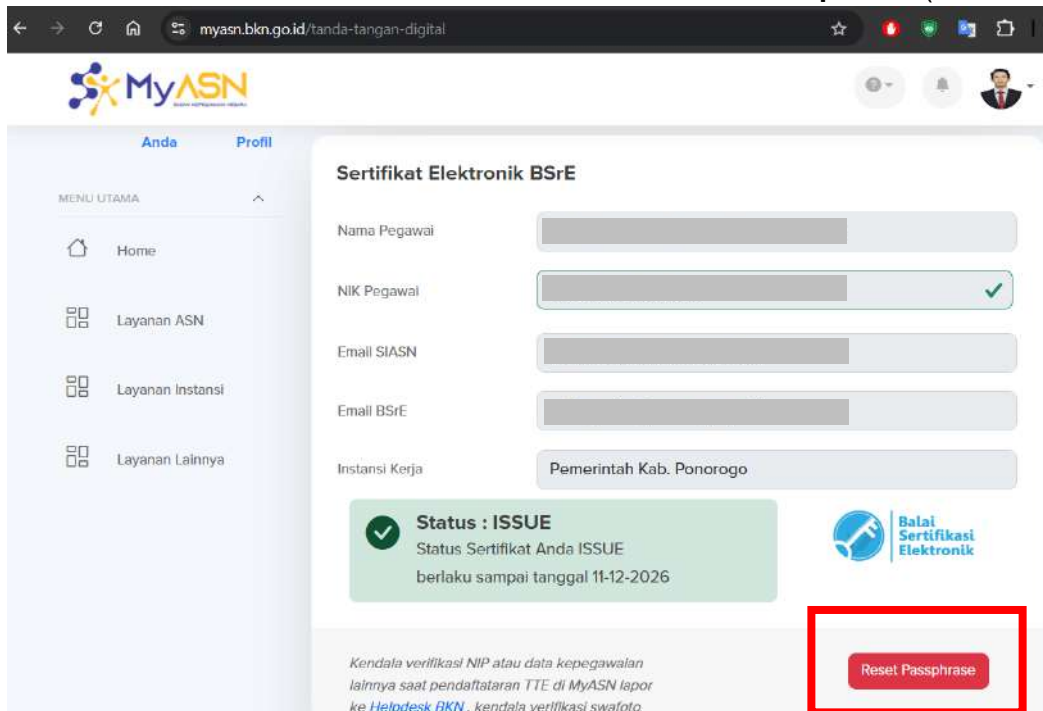 myasn.bkn.go.id/tanda-tangan-digital
MyASN
Anda Profil
MENU UTAMA
Home
Layanan ASN
Layanan Instansi
Layanan Lainnya
Sertifikat Elektronik BSrE
Nama Pegawai
NIK Pegawai
Email SIASN
Email BSrE
Instansi Kerja Pemerintah Kab. Ponorogo
Status : ISSUE
Status Sertifikat Anda ISSUE
berlaku sampai tanggal 11-12-2026
Balai
Sertifikasi
Elektronik
Kendala verifikasi NIP atau data kepegawaian
lainnya saat pendaftataran TTE di MyASN lapor
ke Helpdesk BKN , kendala verifikasi swafoto
Reset Passphrase